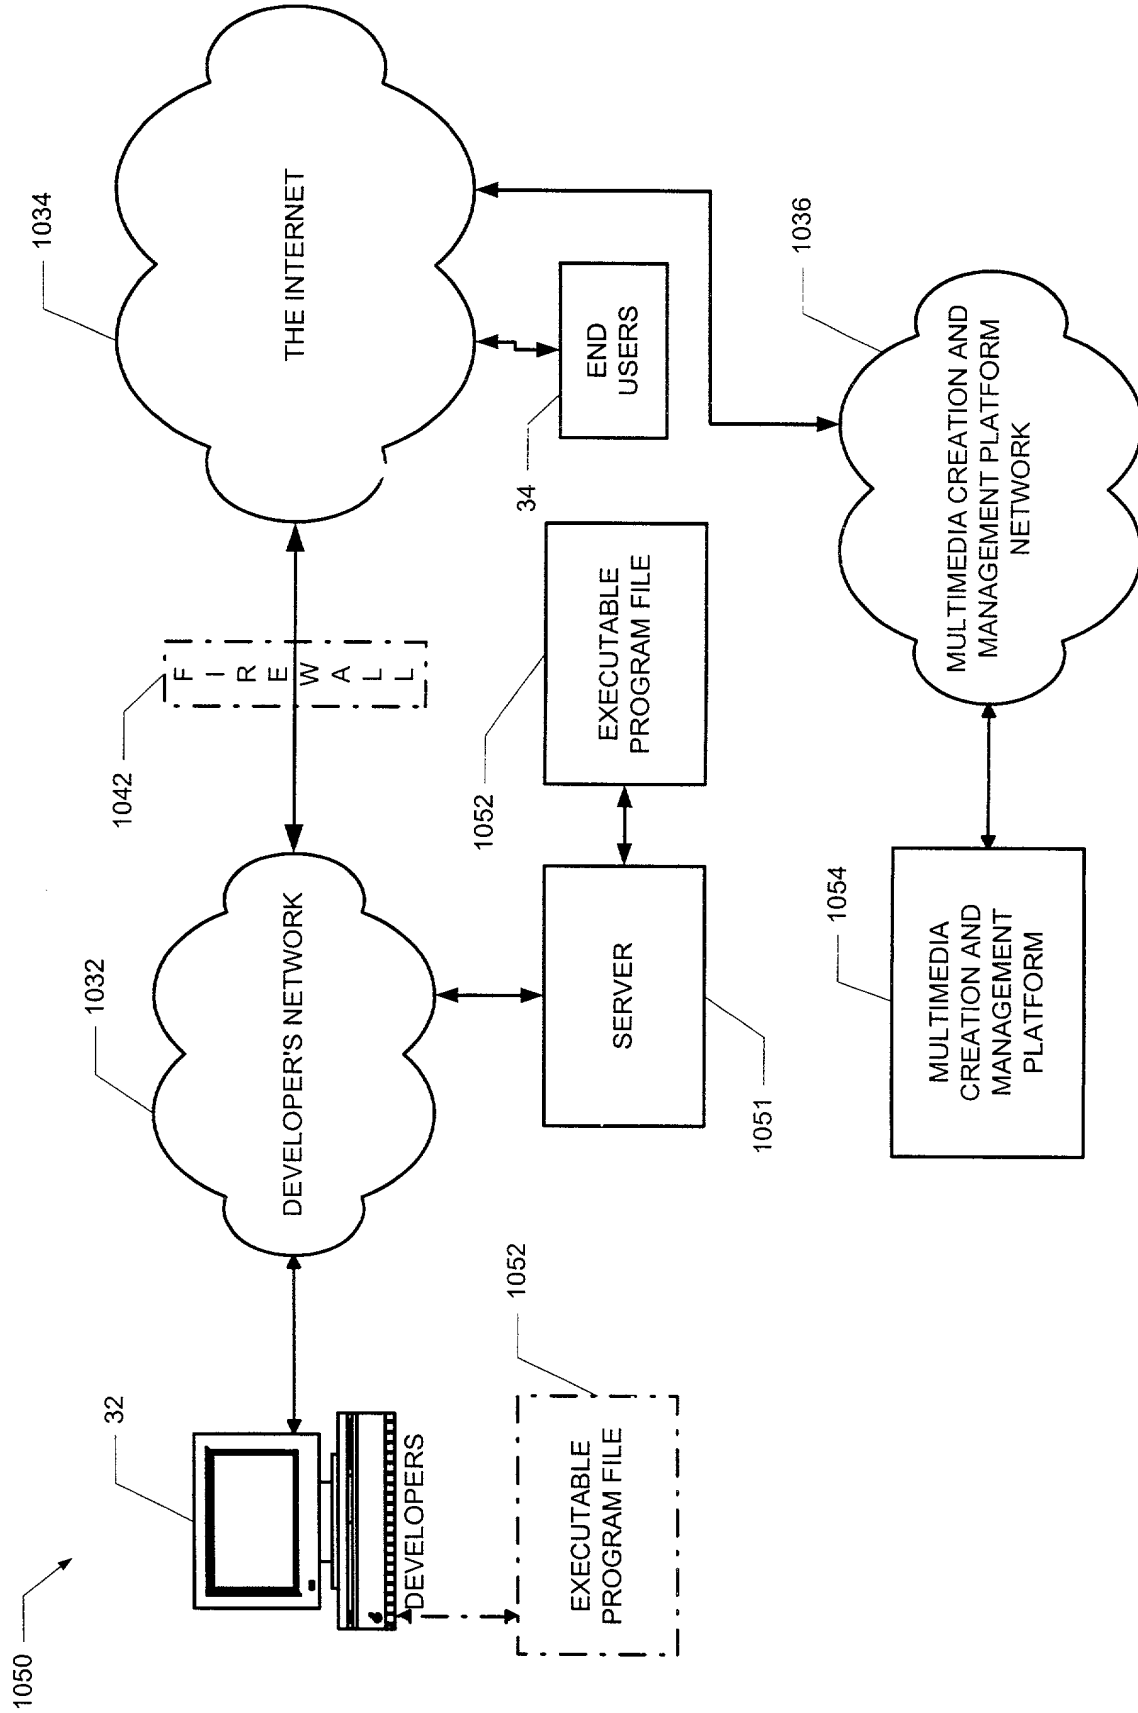 1050
32
DEVELOPERS
EXECUTABLE
PROGRAM FILE
1052
1032
DEVELOPER'S NETWORK
SERVER
1051
1052
EXECUTABLE
PROGRAM FILE
1042
FIREWALL
1034
THE INTERNET
34
END
USERS
1054
MULTIMEDIA
CREATION AND
MANAGEMENT
PLATFORM
1036
MULTIMEDIA CREATION AND
MANAGEMENT PLATFORM
NETWORK